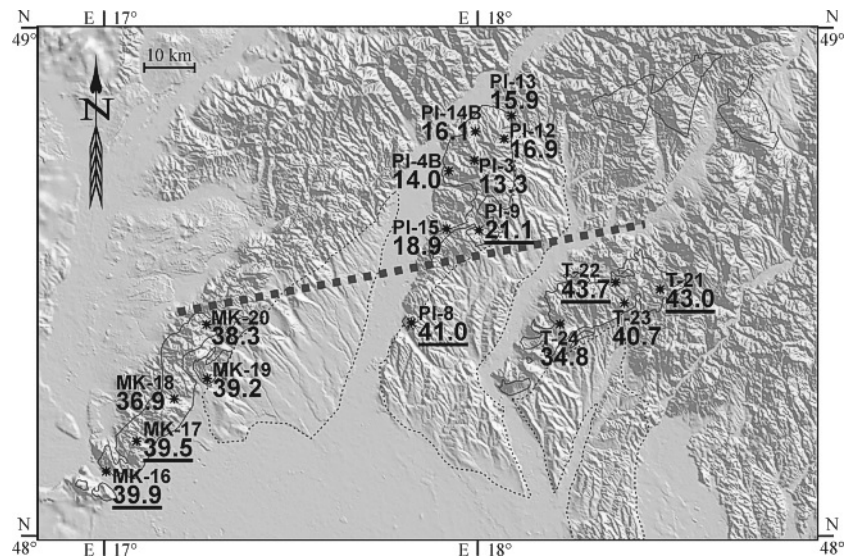 E 17°
18°
N
49°
N
49°
10 km
N
PI-13
15.9
PI-14B
16.1
PI-12
16.9
PI-4B
14.0
PI-3
13.3
PI-15
18.9
PI-9
21.1
T-22
43.7
T-21
43.0
T-23
40.7
T-24
34.8
PI-8
41.0
MK-20
38.3
MK-19
39.2
MK-18
36.9
MK-17
39.5
MK-16
39.9
N
48°
N
48°
E 17°
E 18°